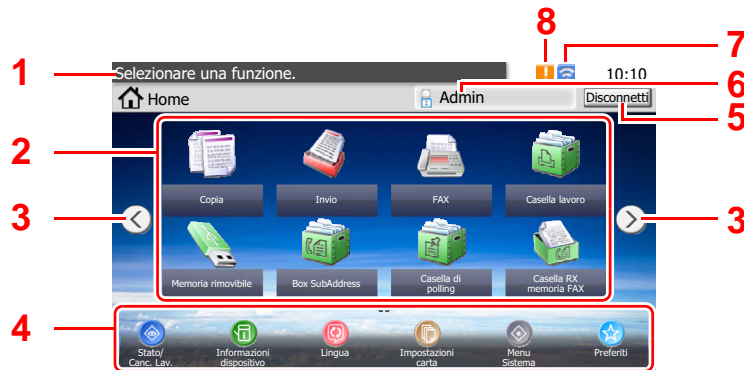 8
7
1
Selezionare una funzione.
10:10
6
Home
Admin
Disconnetti
5
2
Copia
Invio
FAX
Casella lavoro
3
3
Memoria rimovibile
Box SubAddress
Casella di
polling
Casella RX
memoria FAX
4
Stato/
Canc. Lav.
Informazioni
dispositivo
Lingua
Impostazioni
carta
Menu
Sistema
Preferiti